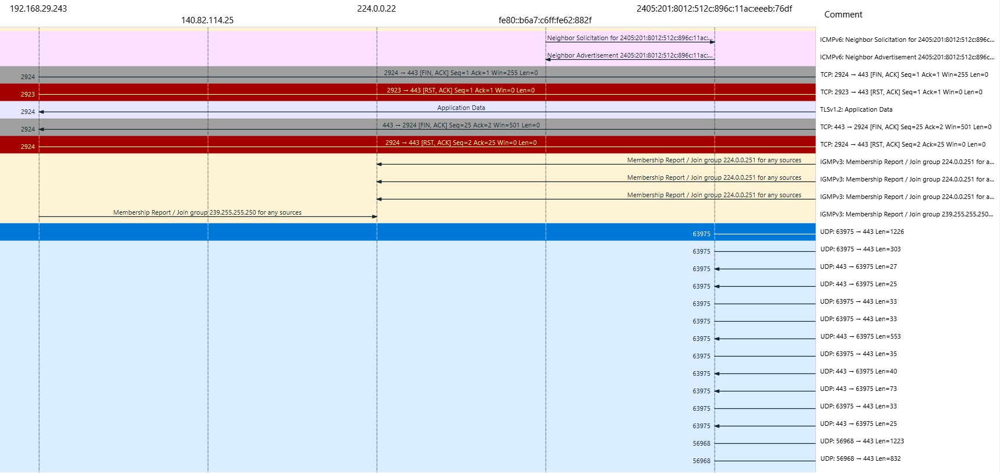 192.168.29.243 224.0.0.22 2405:201:8012:512c:896c:11ac:eeeb:76df
140.82.114.25 fe80::b6a7:c6ff:fe62:882f Comment
Neighbor Solicitation for 2405:201:8012:512c:896c:11ac:... ICMPv6: Neighbor Solicitation for 2405:201:8012:512c:896c...
Neighbor Advertisement 2405:201:8012:512c:896c:11ac:... ICMPv6: Neighbor Advertisement 2405:201:8012:512c:896c...
2924 2924 → 443 [FIN, ACK] Seq=1 Ack=1 Win=255 Len=0 TCP: 2924 → 443 [FIN, ACK] Seq=1 Ack=1 Win=255 Len=0
2923 2923 → 443 [RST, ACK] Seq=1 Ack=1 Win=0 Len=0 TCP: 2923 → 443 [RST, ACK] Seq=1 Ack=1 Win=0 Len=0
2924 Application Data TLSv1.2: Application Data
2924 443 → 2924 [FIN, ACK] Seq=25 Ack=2 Win=501 Len=0 TCP: 443 → 2924 [FIN, ACK] Seq=25 Ack=2 Win=501 Len=0
2924 2924 → 443 [RST, ACK] Seq=2 Ack=25 Win=0 Len=0 TCP: 2924 → 443 [RST, ACK] Seq=2 Ack=25 Win=0 Len=0
Membership Report / Join group 224.0.0.251 for any sources IGMPv3: Membership Report / Join group 224.0.0.251 for a...
Membership Report / Join group 224.0.0.251 for any sources IGMPv3: Membership Report / Join group 224.0.0.251 for a...
Membership Report / Join group 224.0.0.251 for any sources IGMPv3: Membership Report / Join group 224.0.0.251 for a...
Membership Report / Join group 239.255.255.250 for any sources IGMPv3: Membership Report / Join group 239.255.255.250...
63975 UDP: 63975 → 443 Len=1226
63975 UDP: 63975 → 443 Len=303
63975 UDP: 443 → 63975 Len=27
63975 UDP: 443 → 63975 Len=25
63975 UDP: 63975 → 443 Len=33
63975 UDP: 63975 → 443 Len=33
63975 UDP: 443 → 63975 Len=553
63975 UDP: 63975 → 443 Len=35
63975 UDP: 443 → 63975 Len=40
63975 UDP: 443 → 63975 Len=73
63975 UDP: 63975 → 443 Len=33
63975 UDP: 443 → 63975 Len=25
56968 UDP: 56968 → 443 Len=1223
56968 UDP: 56968 → 443 Len=832